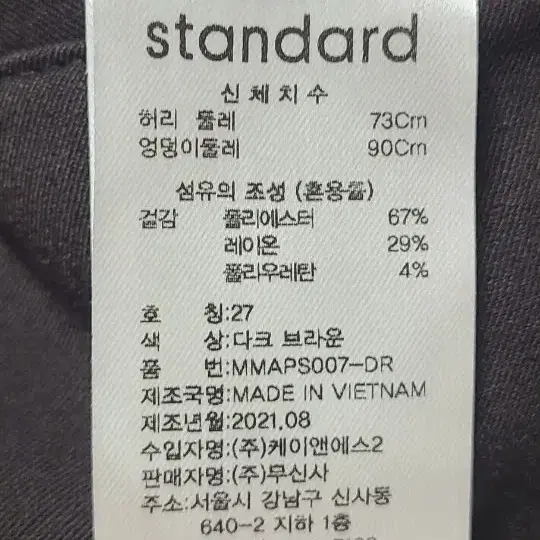 standard
신체치수
허리 둘레 73Cm
엉덩이둘레 90Cm
섬유의 조성 (혼용률)
겉감 폴리에스터 67%
레이온 29%
폴리우레탄 4%
호 칭:27
색 상:다크 브라운
품 번:MMAPS007-DR
제조국명:MADE IN VIETNAM
제조년월:2021.08
수입자명:(주)케이앤에스2
판매자명:(주)무신사
주소:서울시 강남구 신사동
640-2 지하 1층